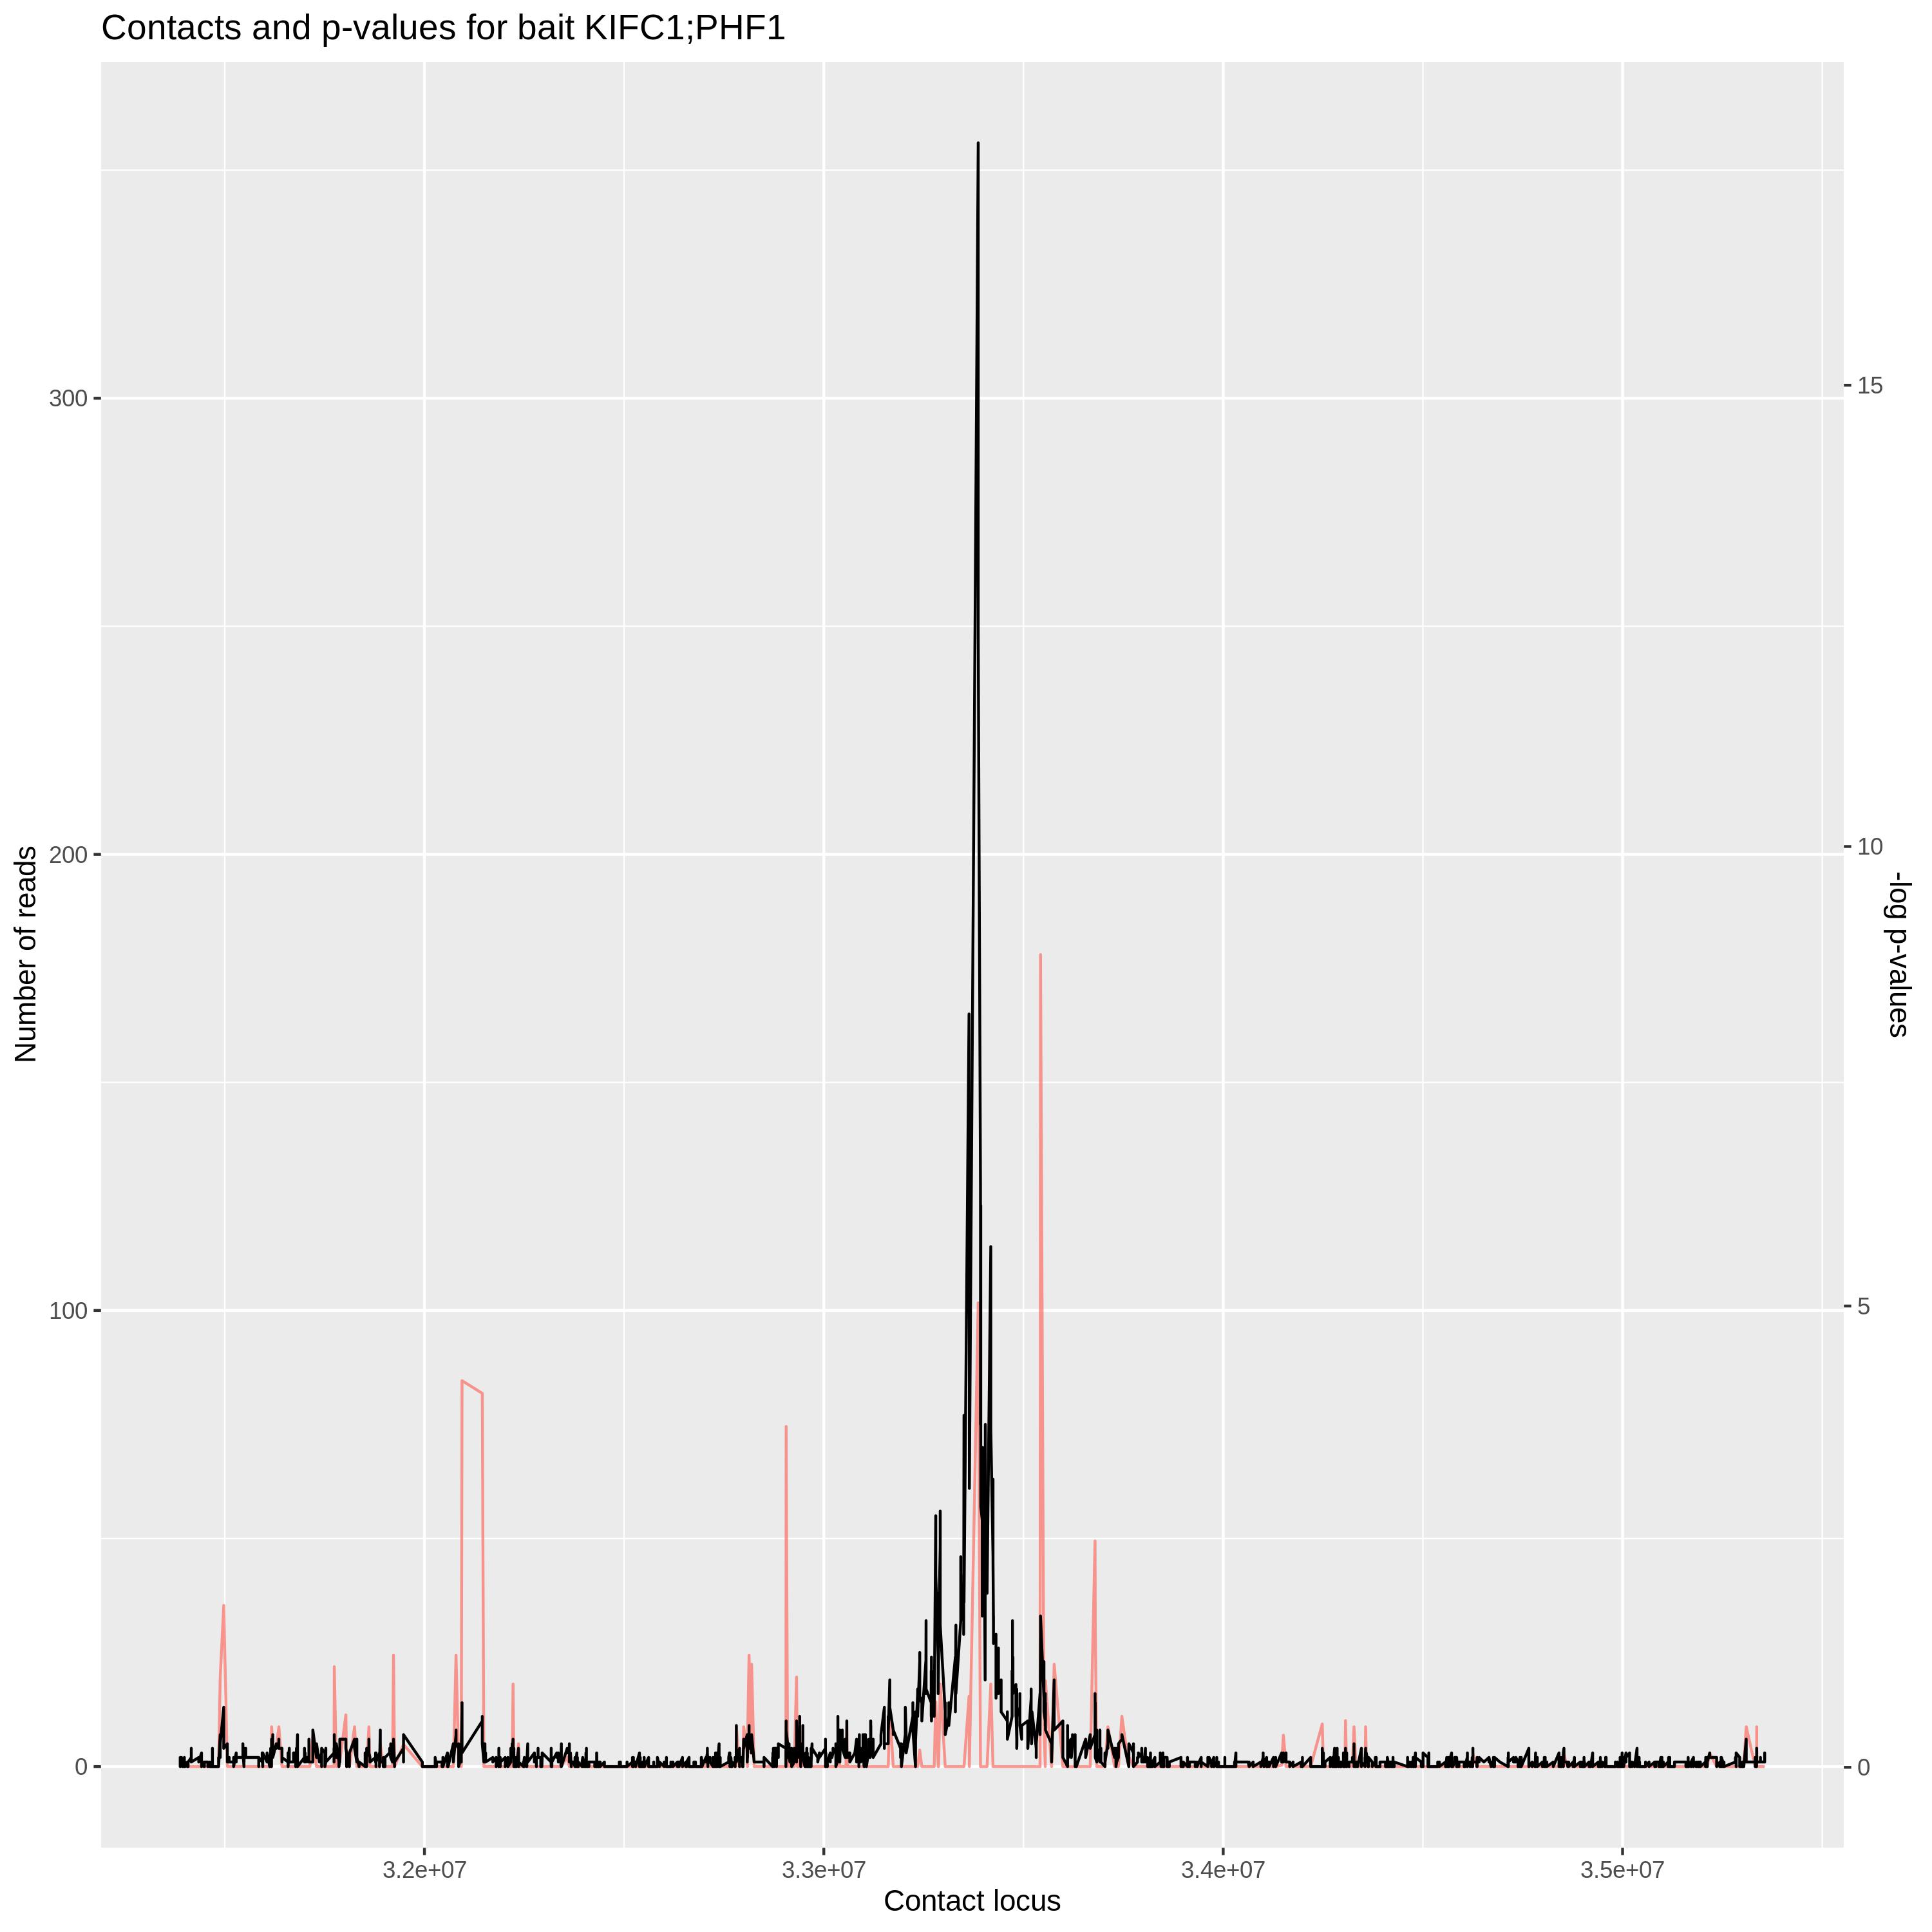 Contacts and p-values for bait KIFC1;PHF1
Number of reads
300
200
100
0
15
10
5
0
-log p-values
3.2e+07
3.3e+07
3.4e+07
3.5e+07
Contact locus